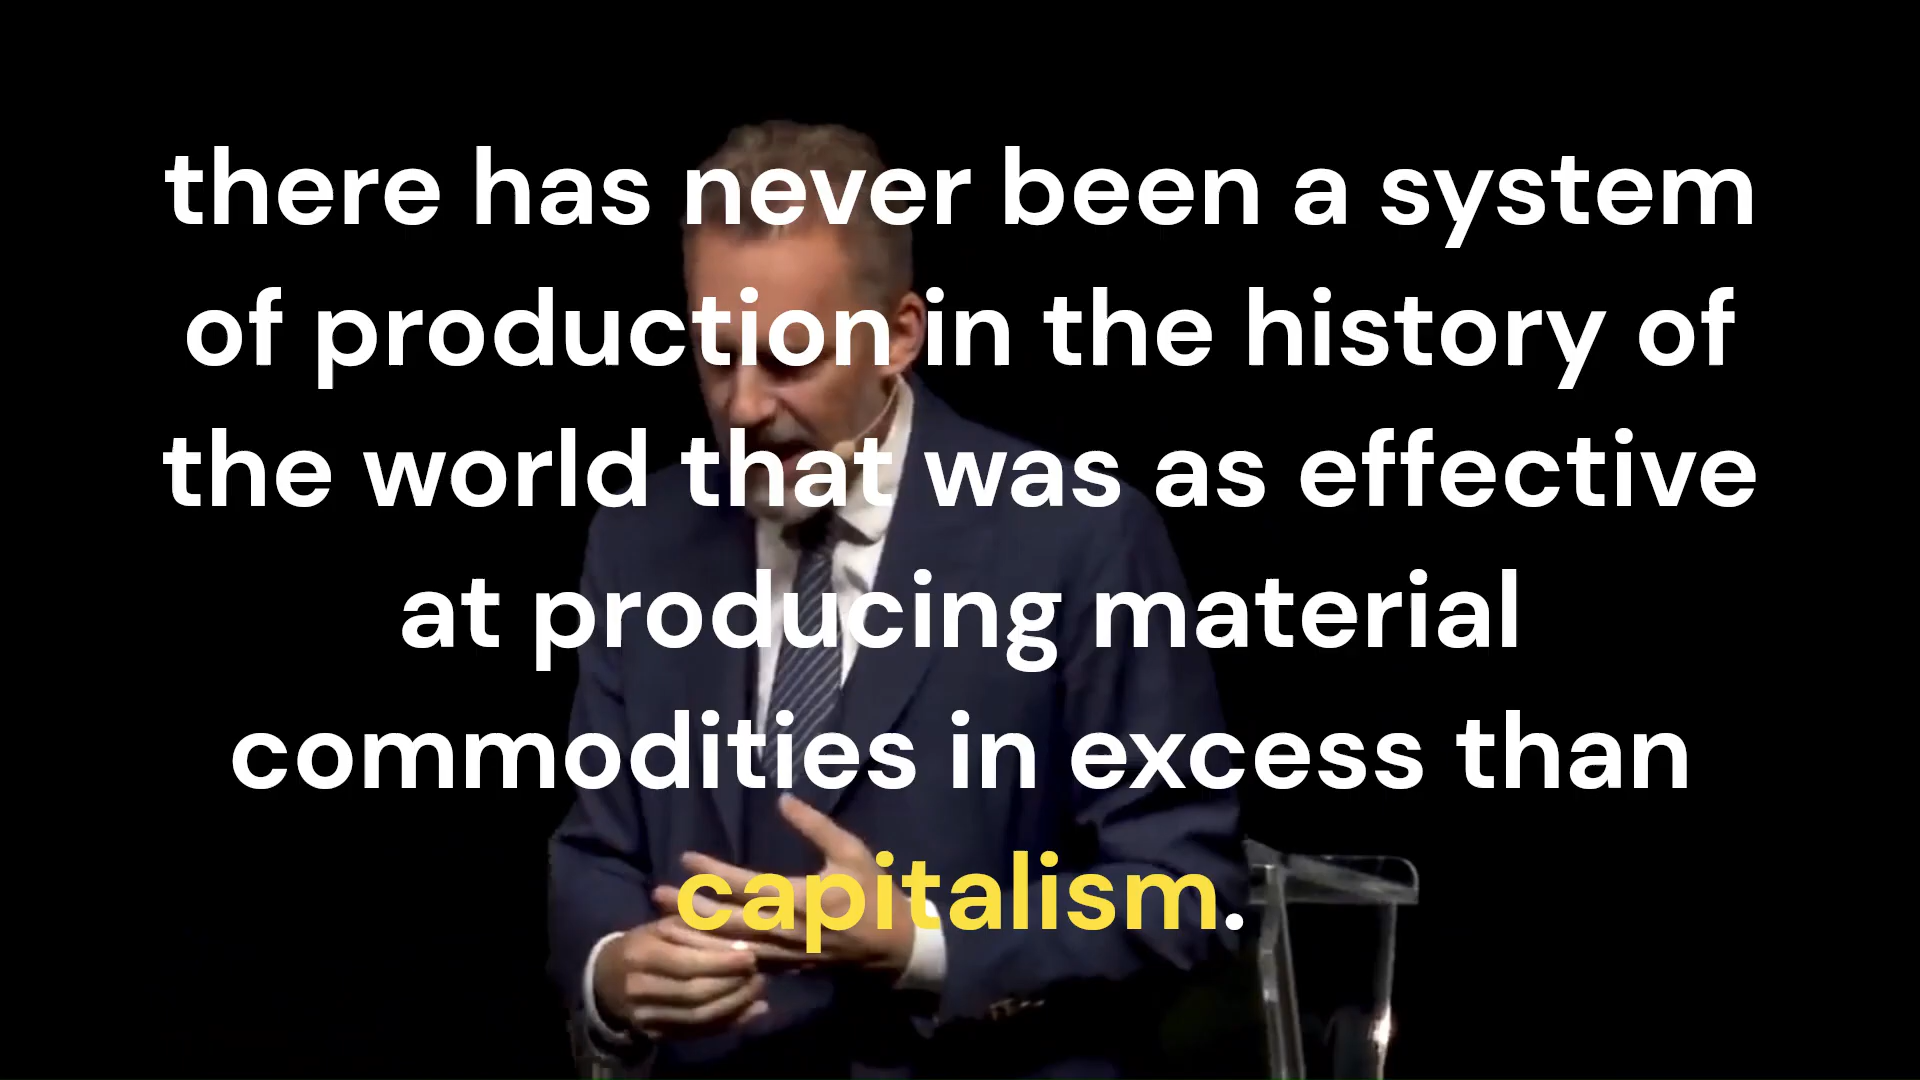 there has never been a system
of production in the history of
the world that was as effective
at producing material
commodities in excess than
capitalism.